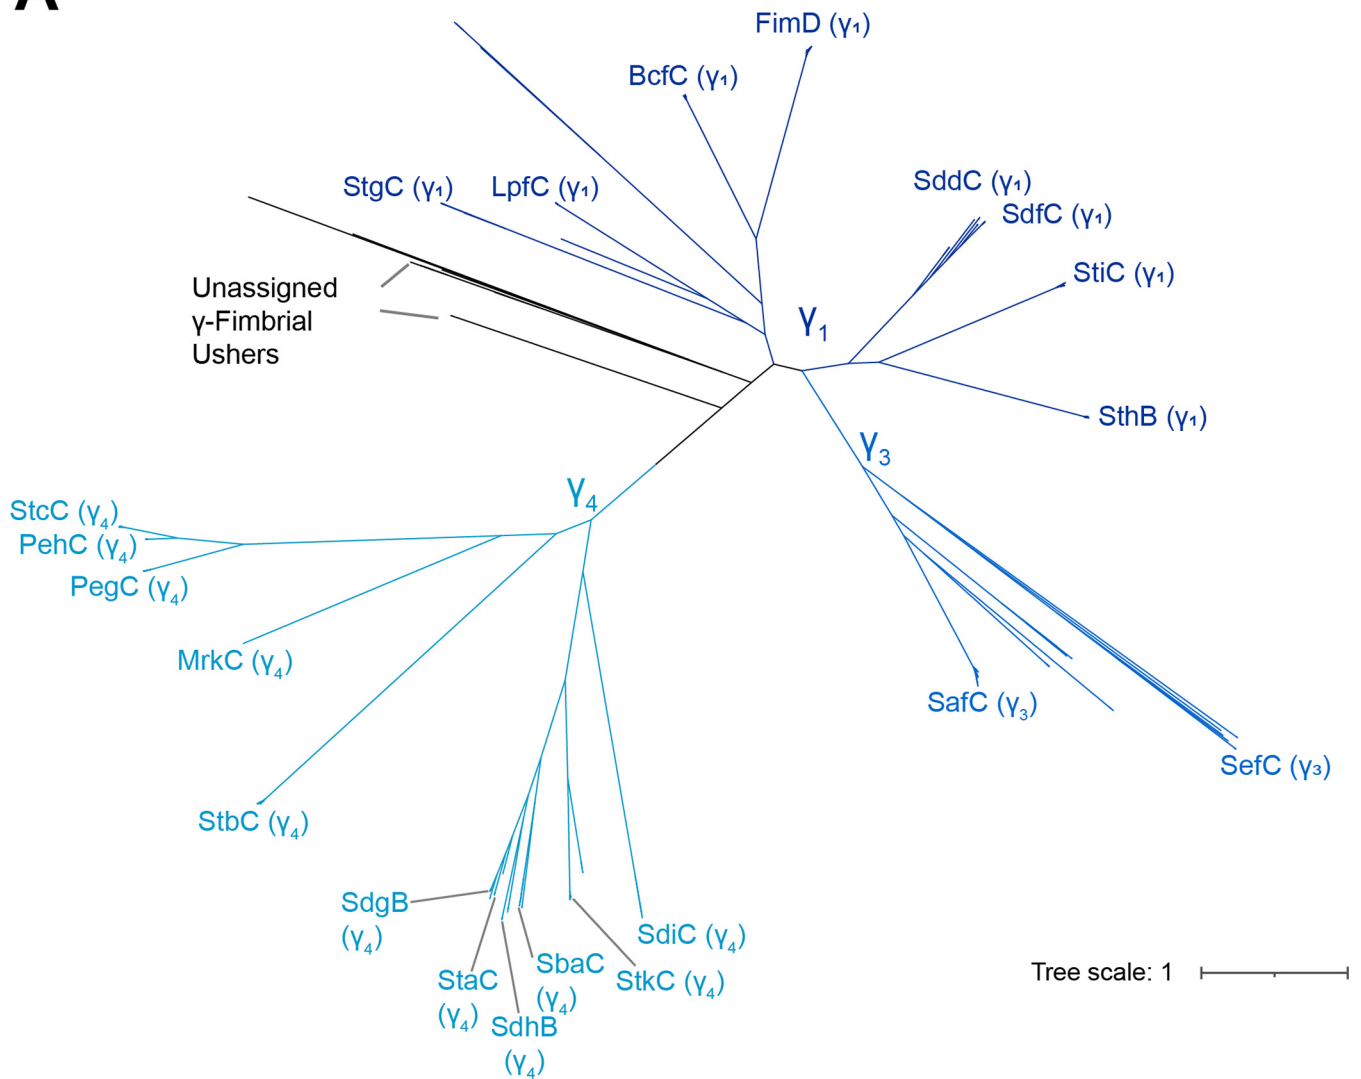 A
FimD (γ₁)
BcfC (γ₁)
SddC (γ₁)
StgC (γ₁)
LpfC (γ₁)
SdfC (γ₁)
StiC (γ₁)
Unassigned
γ-Fimbrial
Ushers
γ₁
SthB (γ₁)
γ₃
γ₄
StcC (γ₄)
PehC (γ₄)
PegC (γ₄)
MrkC (γ₄)
SafC (γ₃)
SefC (γ₃)
StbC (γ₄)
SdgB
(γ₄)
SdiC (γ₄)
SbaC
(γ₄)
StaC
(γ₄)
StkC (γ₄)
SdhB
(γ₄)
Tree scale: 1